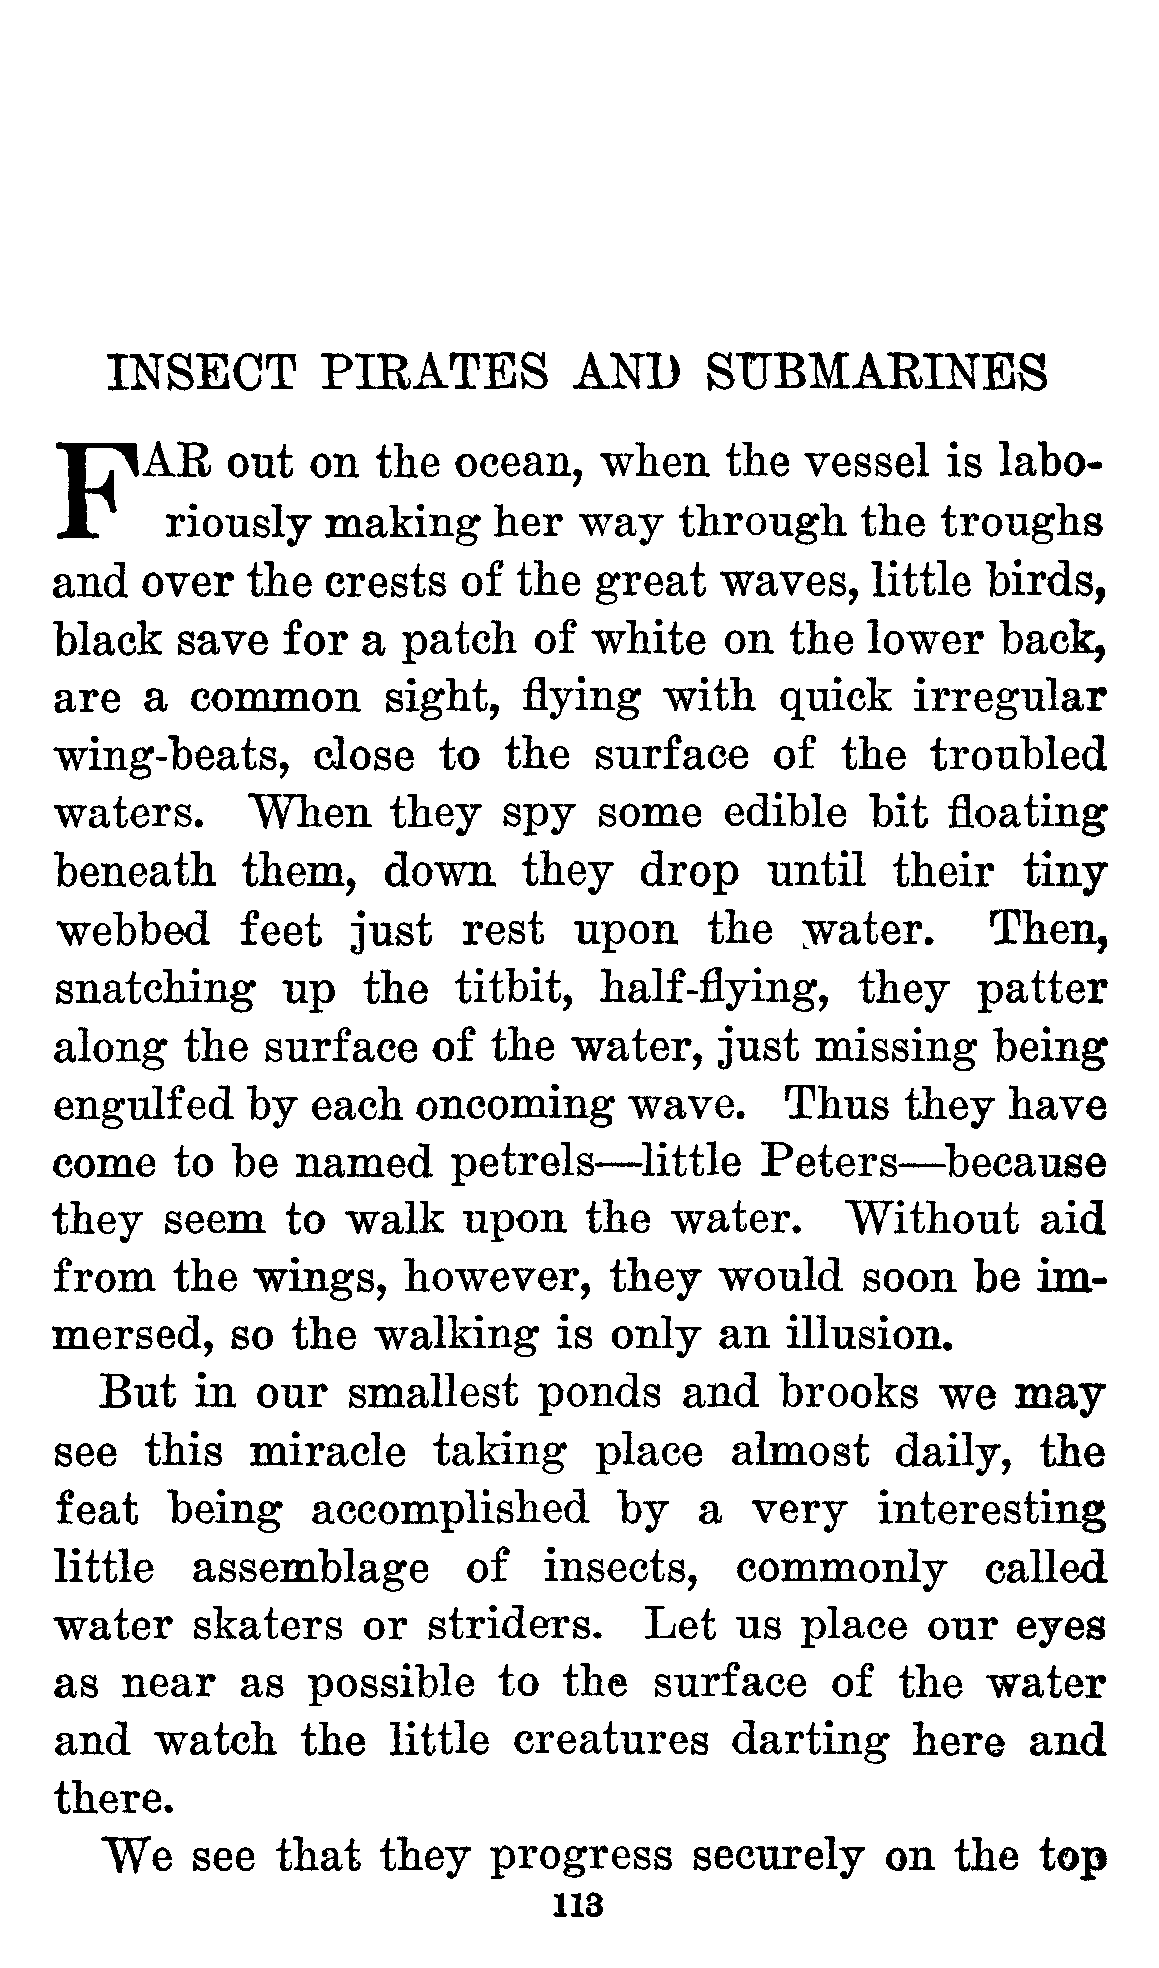 INSECT PIRATES AND SUBMARINES
FAR out on the ocean, when the vessel is labo-
riously making her way through the troughs
and over the crests of the great waves, little birds,
black save for a patch of white on the lower back,
are a common sight, flying with quick irregular
wing-beats, close to the surface of the troubled
waters. When they spy some edible bit floating
beneath them, down they drop until their tiny
webbed feet just rest upon the water. Then,
snatching up the titbit, half-flying, they patter
along the surface of the water, just missing being
engulfed by each oncoming wave. Thus they have
come to be named petrels—little Peters—because
they seem to walk upon the water. Without aid
from the wings, however, they would soon be im-
mersed, so the walking is only an illusion.
But in our smallest ponds and brooks we may
see this miracle taking place almost daily, the
feat being accomplished by a very interesting
little assemblage of insects, commonly called
water skaters or striders. Let us place our eyes
as near as possible to the surface of the water
and watch the little creatures darting here and
there.
We see that they progress securely on the top
113